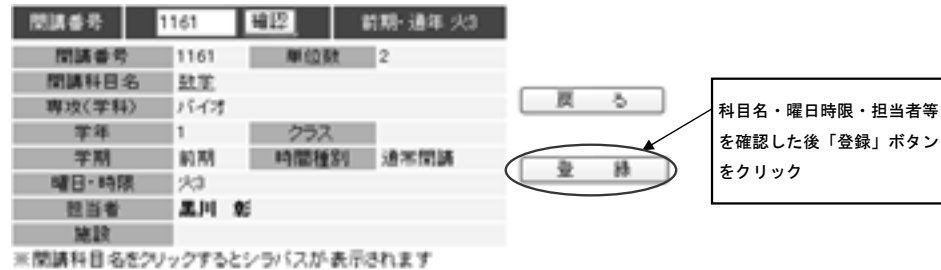 開講番号 1161 確認 前期・通年 火3
開講番号 1161 単位数 2
開講科目名 数学
専攻(学科) バイオ
学年 1 クラス
学期 前期 時間種別 通常開講
曜日・時限 火3
担当者 黒川 彰
施設
※開講科目名をクリックするとシラバスが表示されます
戻 る
登 録
科目名・曜日時限・担当者等
を確認した後「登録」ボタン
をクリック